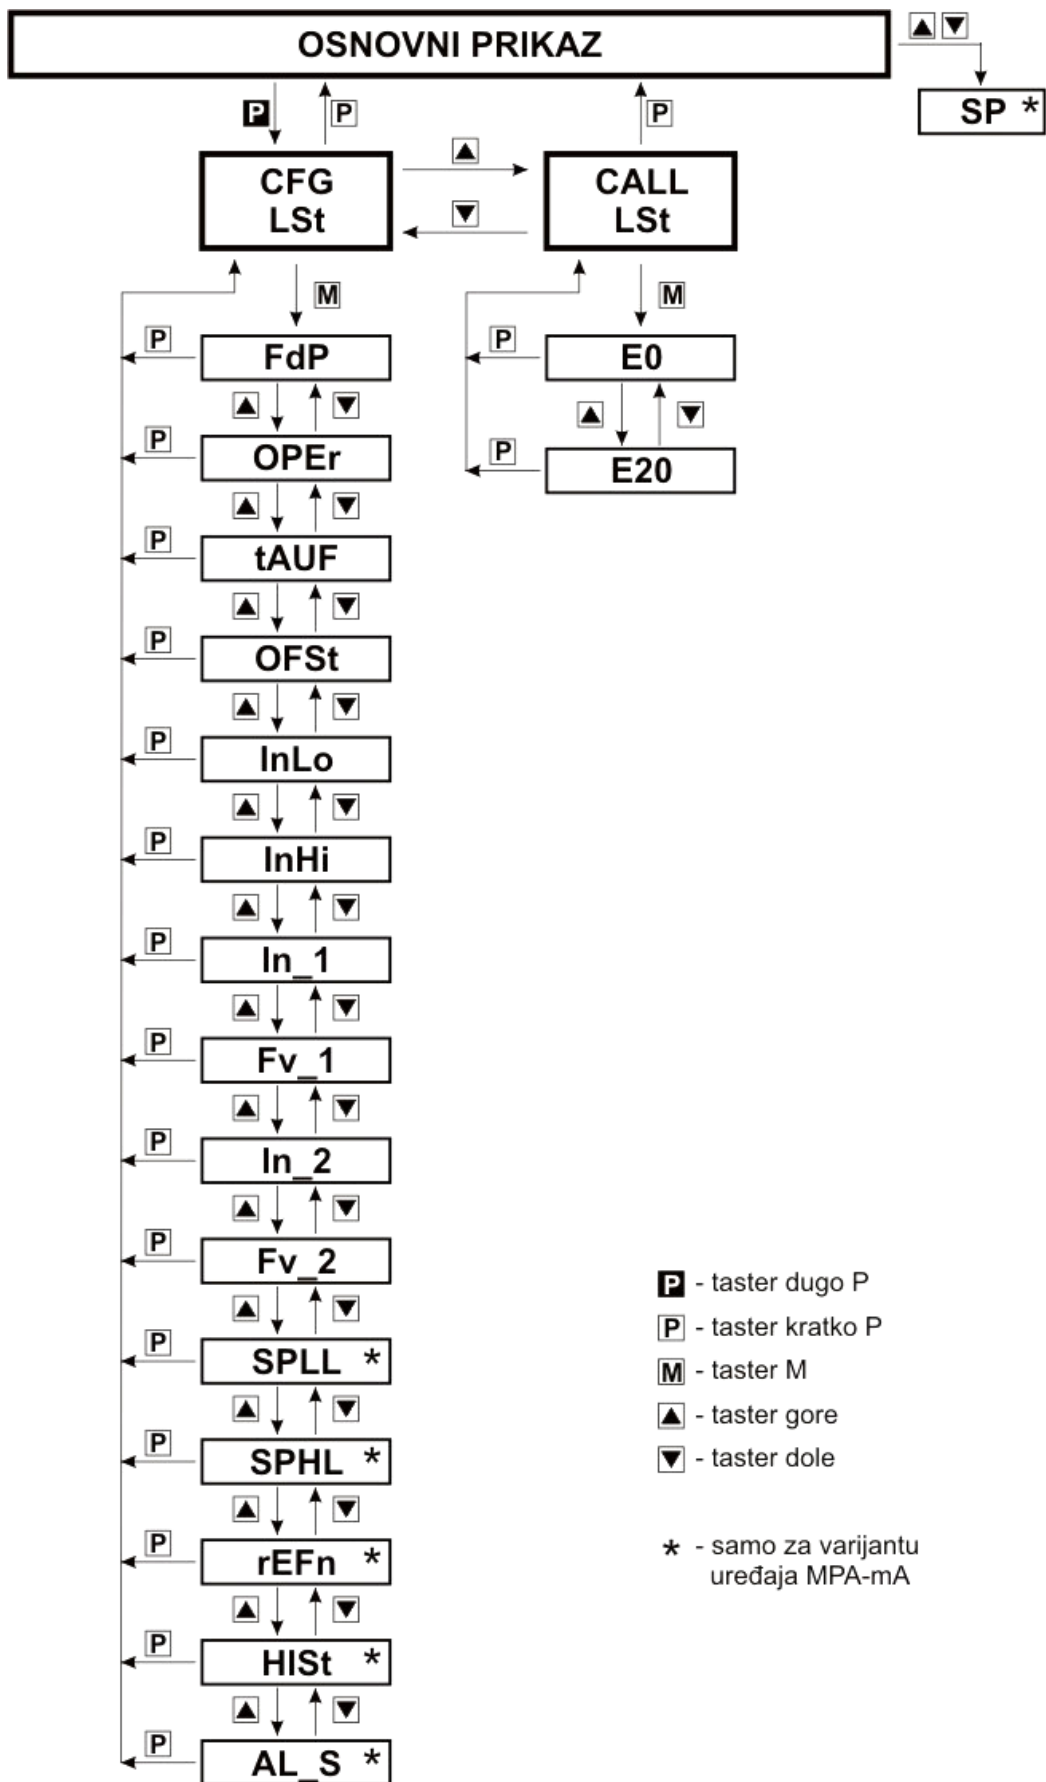 OSNOVNI PRIKAZ
SP *
P
P
P
CFG
LSt
CALL
LSt
M
M
P
FdP
P
E0
P
OPEr
P
E20
P
tAUF
P
OFSt
P
InLo
P
InHi
P
In_1
P
Fv_1
P
In_2
P
Fv_2
P
SPLL *
P
SPHL *
P
rEFn *
P
HISt *
P
AL_S *
P - taster dugo P
P - taster kratko P
M - taster M
▲ - taster gore
▼ - taster dole
* - samo za varijantu
uređaja MPA-mA